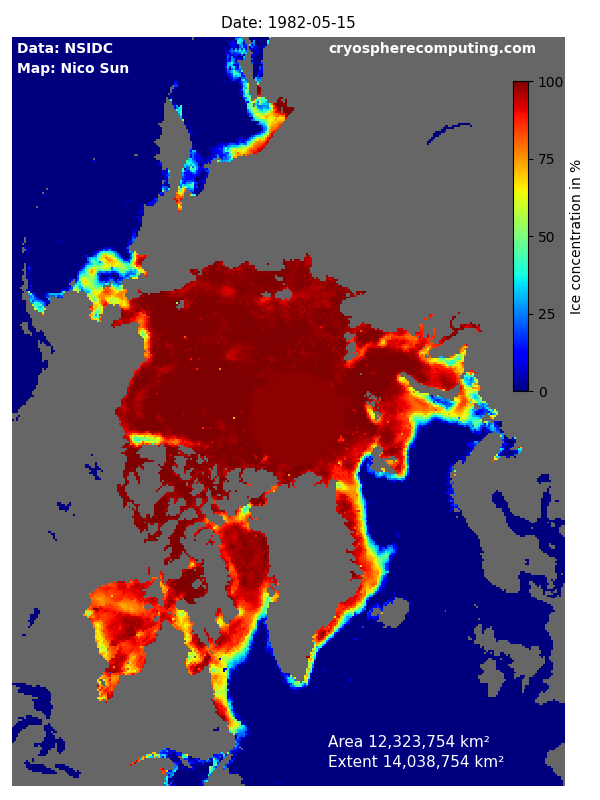 Date: 1982-05-15
Data: NSIDC
Map: Nico Sun
cryospherecomputing.com
100
75
50
25
0
Ice concentration in %
Area 12,323,754 km²
Extent 14,038,754 km²